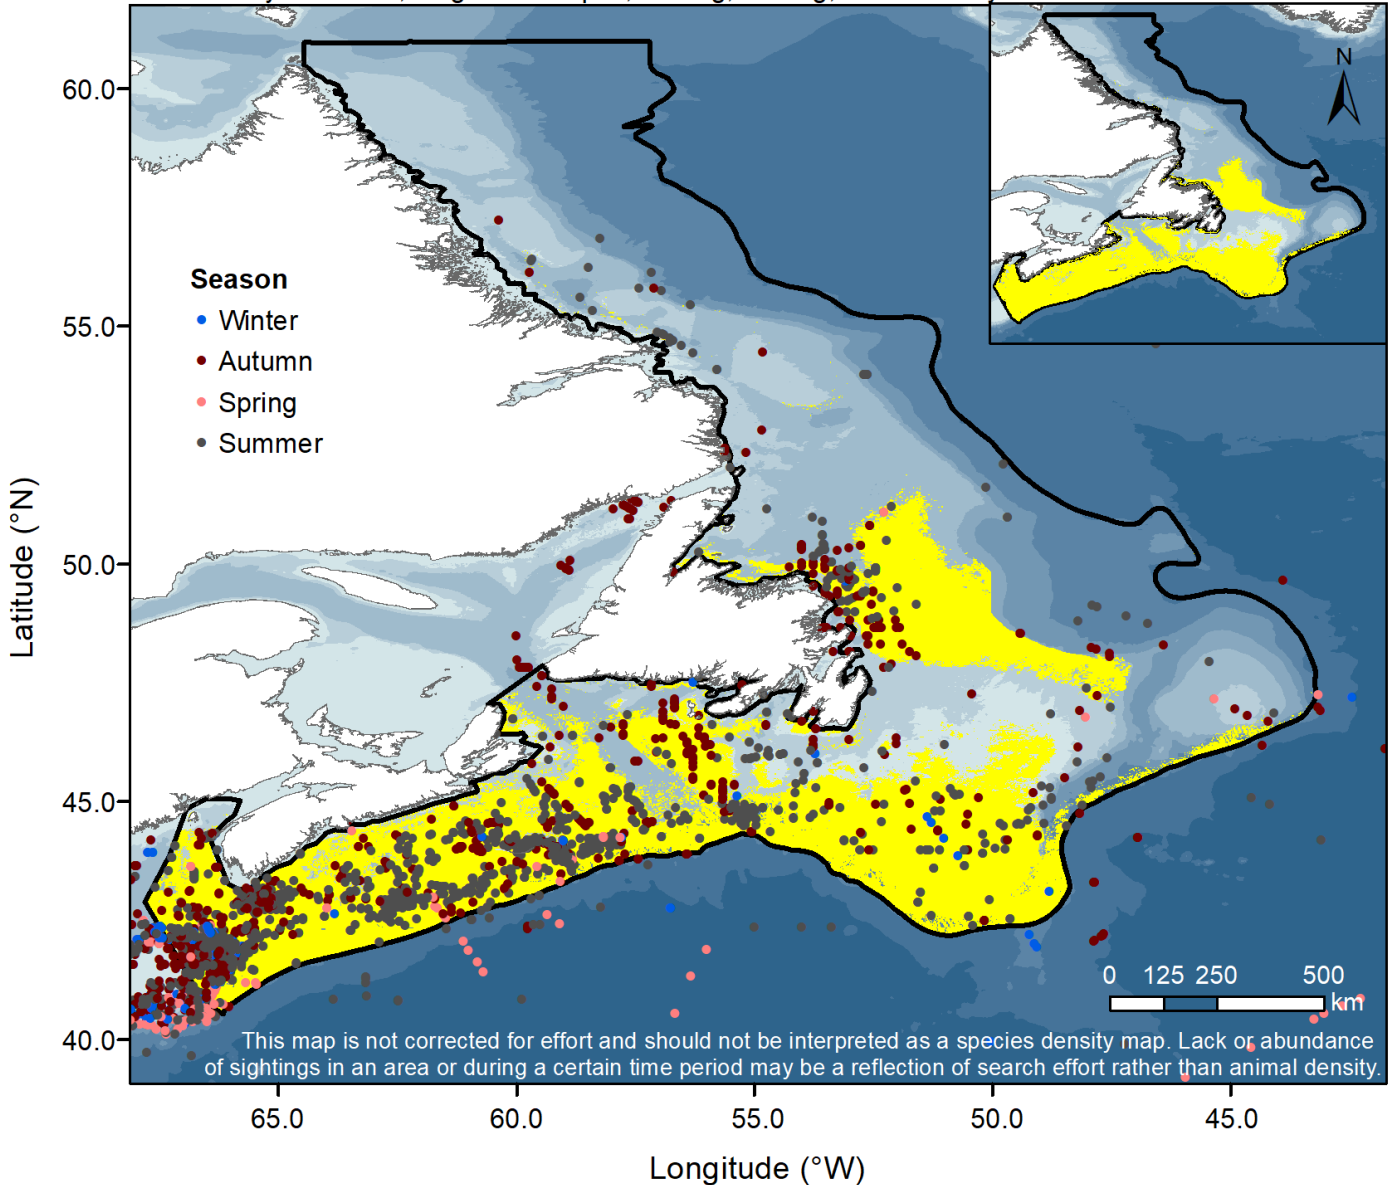 N
60.0
55.0
50.0
45.0
40.0
Latitude (°N)
Season
Winter
Autumn
Spring
Summer
0 125 250 500
km
This map is not corrected for effort and should not be interpreted as a species density map. Lack or abundance
of sightings in an area or during a certain time period may be a reflection of search effort rather than animal density.
65.0 60.0 55.0 50.0 45.0
Longitude (°W)